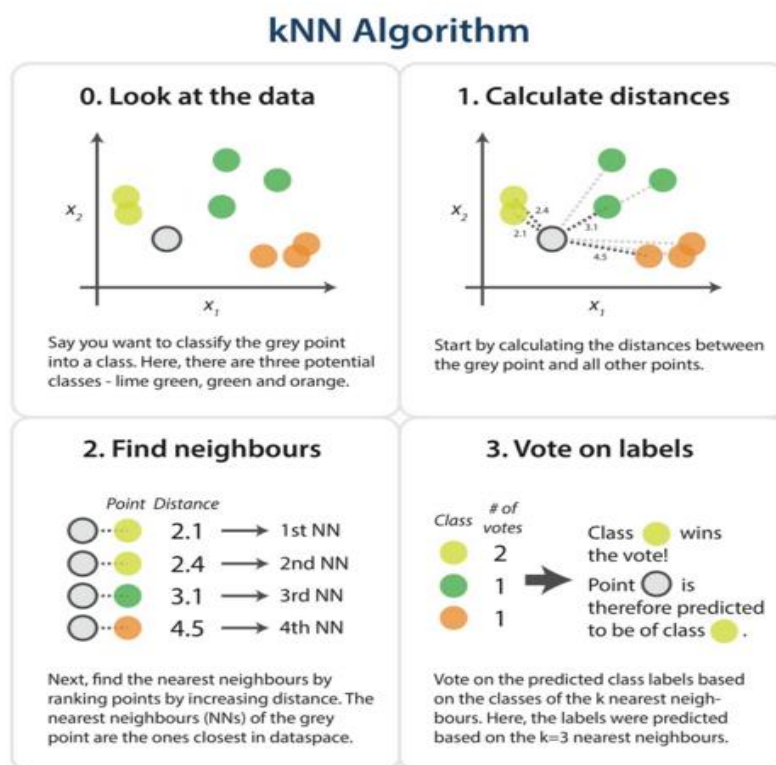 kNN Algorithm
0. Look at the data
x₂
x₁
Say you want to classify the grey point
into a class. Here, there are three potential
classes - lime green, green and orange.
1. Calculate distances
x₂
2.4
2.1
3.1
4.5
x₁
Start by calculating the distances between
the grey point and all other points.
2. Find neighbours
Point Distance
2.1 1st NN
2.4 2nd NN
3.1 3rd NN
4.5 4th NN
Next, find the nearest neighbours by
ranking points by increasing distance. The
nearest neighbours (NNs) of the grey
point are the ones closest in dataspace.
3. Vote on labels
Class # of
votes
2
1
1
Class wins
the vote!
Point is
therefore predicted
to be of class .
Vote on the predicted class labels based
on the classes of the k nearest neigh-
bours. Here, the labels were predicted
based on the k=3 nearest neighbours.